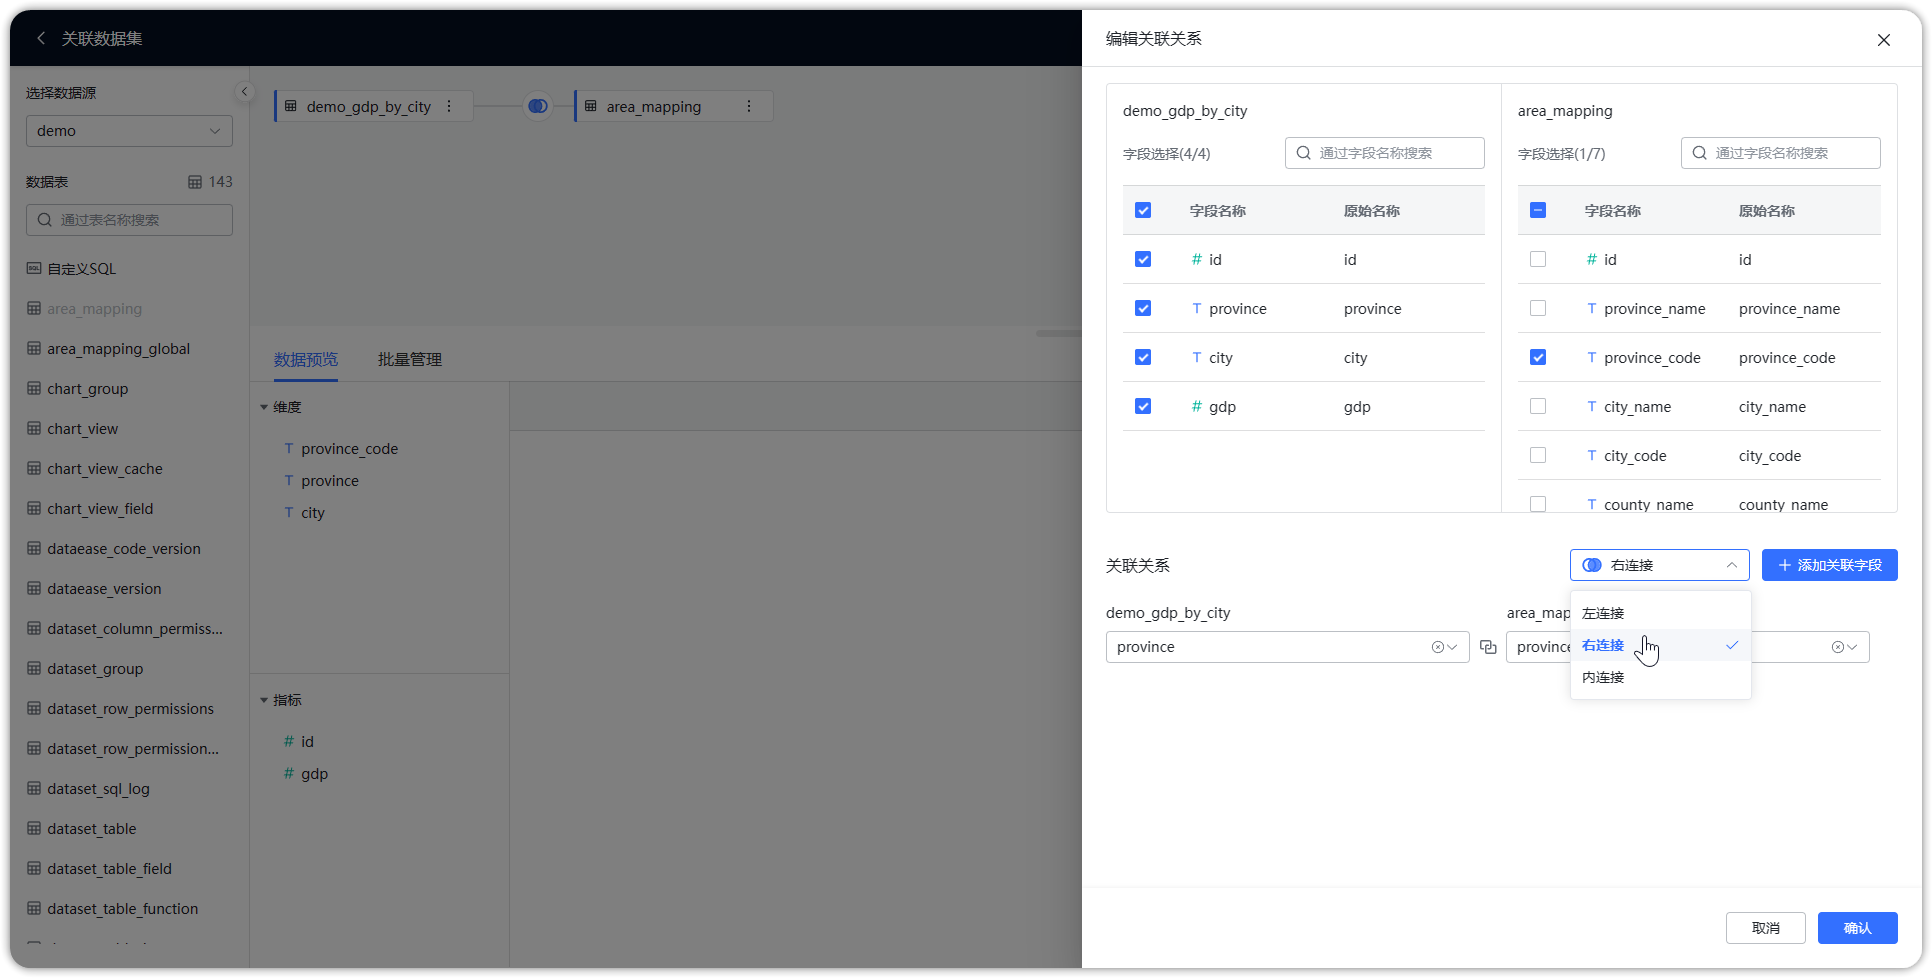 关联数据集
选择数据源
demo
数据表
143
通过表名称搜索
自定义SQL
area_mapping
area_mapping_global
chart_group
chart_view
chart_view_cache
chart_view_field
dataease_code_version
dataease_version
dataset_column_permiss...
dataset_group
dataset_row_permissions
dataset_row_permission...
dataset_sql_log
dataset_table
dataset_table_field
dataset_table_function
demo_gdp_by_city
area_mapping
数据预览
批量管理
维度
T province_code
T province
T city
指标
# id
# gdp
编辑关联关系
demo_gdp_by_city
字段选择(4/4)
通过字段名称搜索
字段名称 原始名称
# id id
T province province
T city city
# gdp gdp
area_mapping
字段选择(1/7)
通过字段名称搜索
字段名称 原始名称
# id id
T province_name province_name
T province_code province_code
T city_name city_name
T city_code city_code
T county_name county_name
关联关系
右连接
添加关联字段
左连接
右连接
内连接
demo_gdp_by_city
area_map
province
province
取消
确认